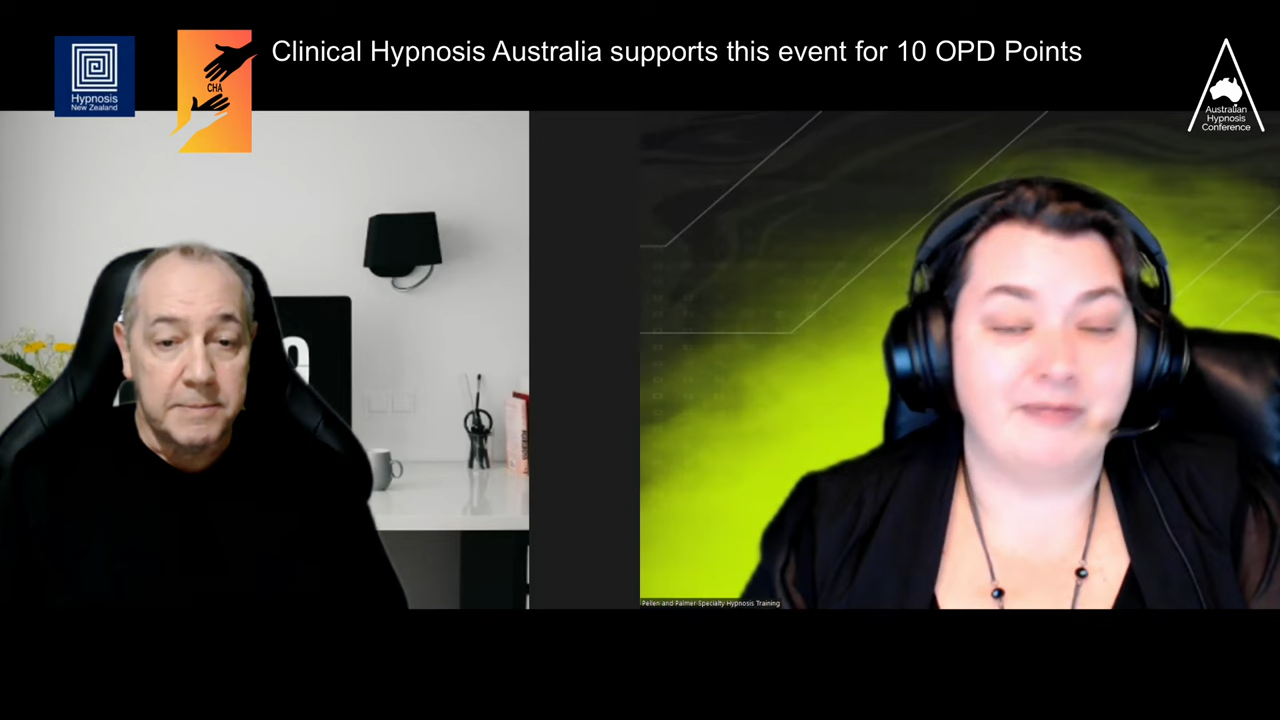 Clinical Hypnosis Australia supports this event for 10 OPD Points
Hypnosis
New Zealand
CHA
Australian
Hypnosis
Conference
Pellen and Palmer Specialty Hypnosis Training